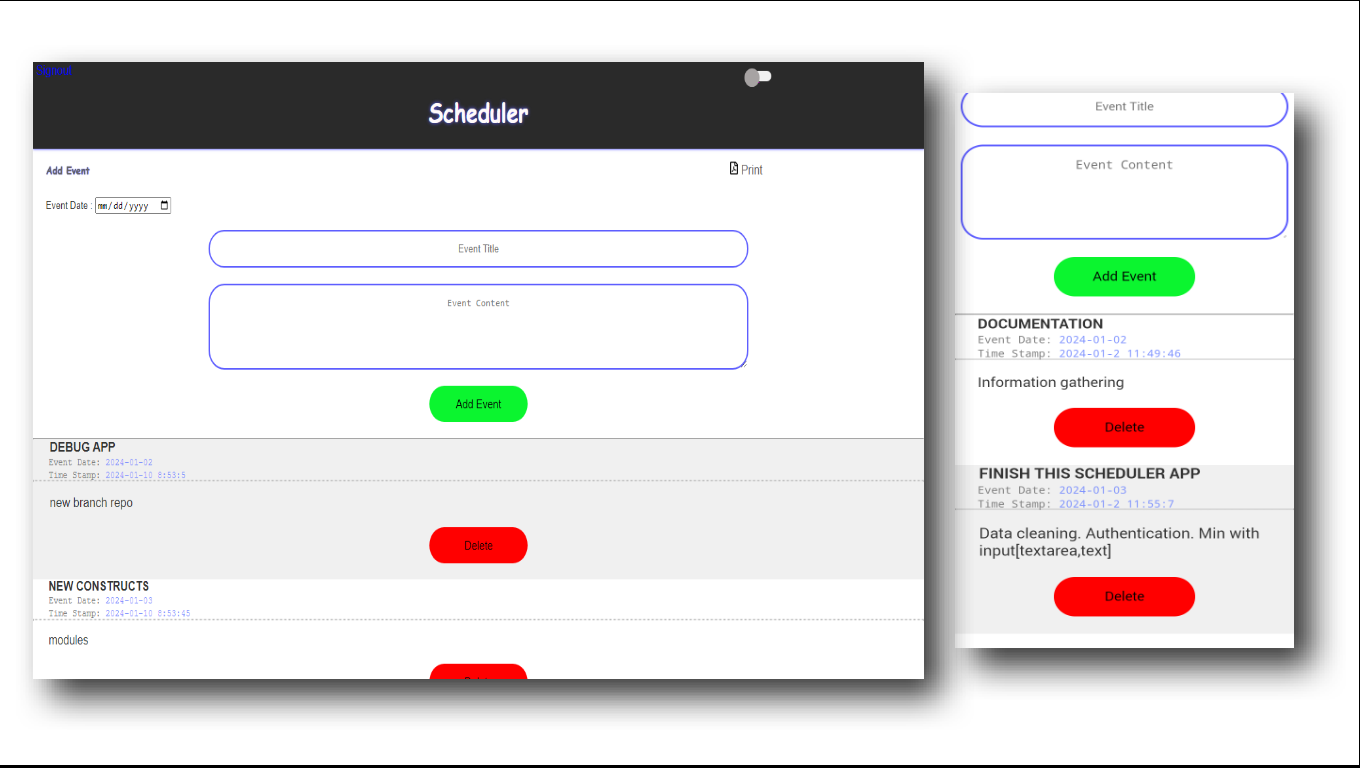 signout
Scheduler
Add Event
Print
Event Date : mm/dd/yyyy
Event Title
Event Content
Add Event
DEBUG APP
Event Date: 2024-01-02
Time Stamp: 2024-01-10 8:53:5
new branch repo
Delete
NEW CONSTRUCTS
Event Date: 2024-01-03
Time Stamp: 2024-01-10 8:53:45
modules
Event Title
Event Content
Add Event
DOCUMENTATION
Event Date: 2024-01-02
Time Stamp: 2024-01-2 11:49:46
Information gathering
Delete
FINISH THIS SCHEDULER APP
Event Date: 2024-01-03
Time Stamp: 2024-01-2 11:55:7
Data cleaning. Authentication. Min with
input[textarea,text]
Delete